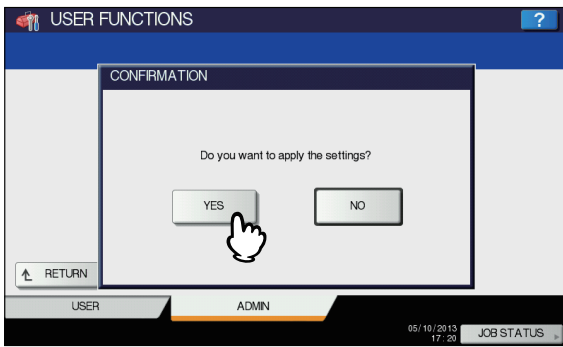 USER FUNCTIONS
?
CONFIRMATION
Do you want to apply the settings?
YES
NO
RETURN
USER
ADMIN
05/10/2013
17:20
JOB STATUS